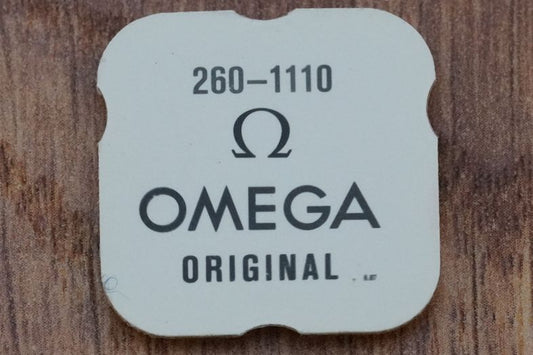 260-1110
Ω
OMEGA
ORIGINAL